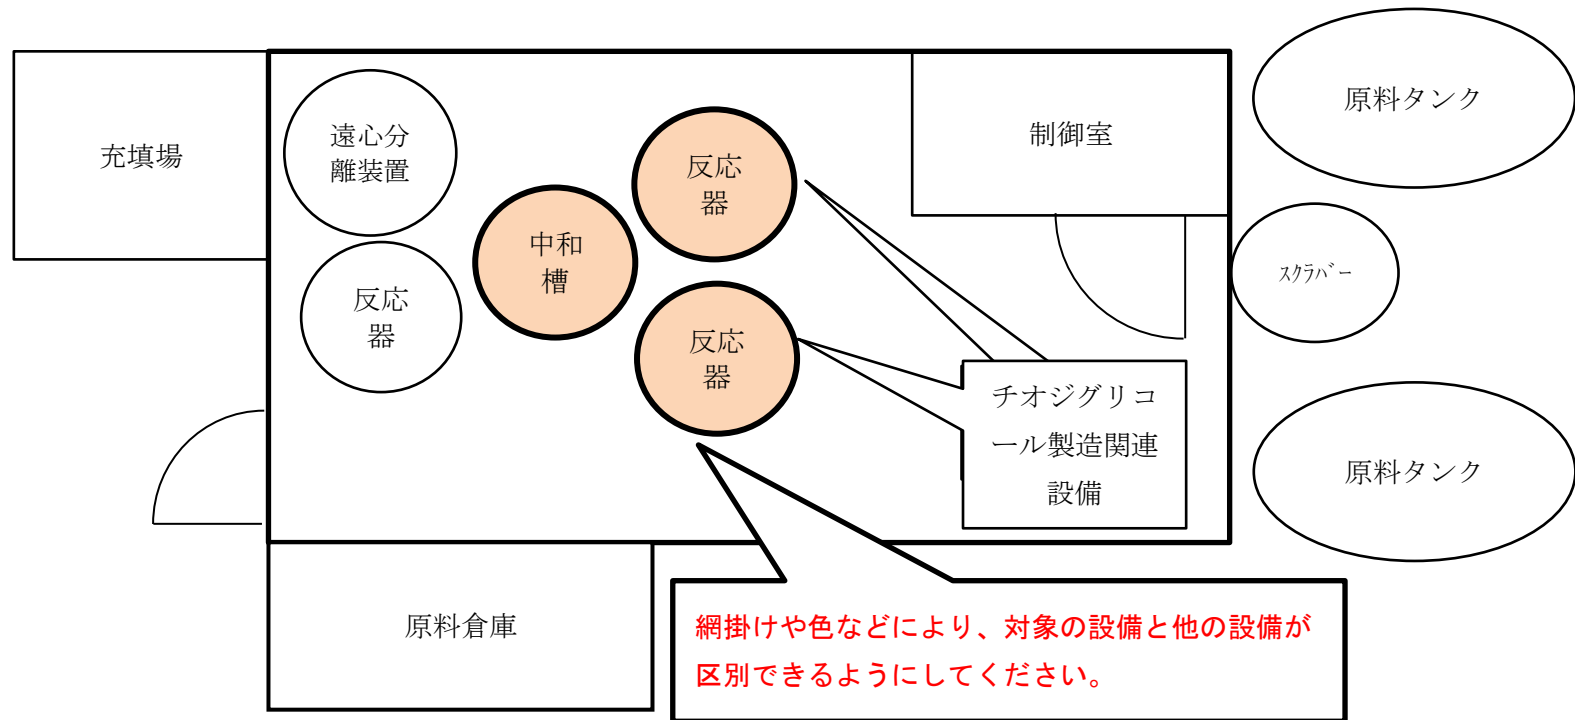 充填場
遠心分
離装置
反応
器
中和
槽
反応
器
反応
器
制御室
原料タンク
ｽｸﾗﾊﾞｰ
原料タンク
チオジグリコ
ール製造関連
設備
原料倉庫
網掛けや色などにより、対象の設備と他の設備が
区別できるようにしてください。